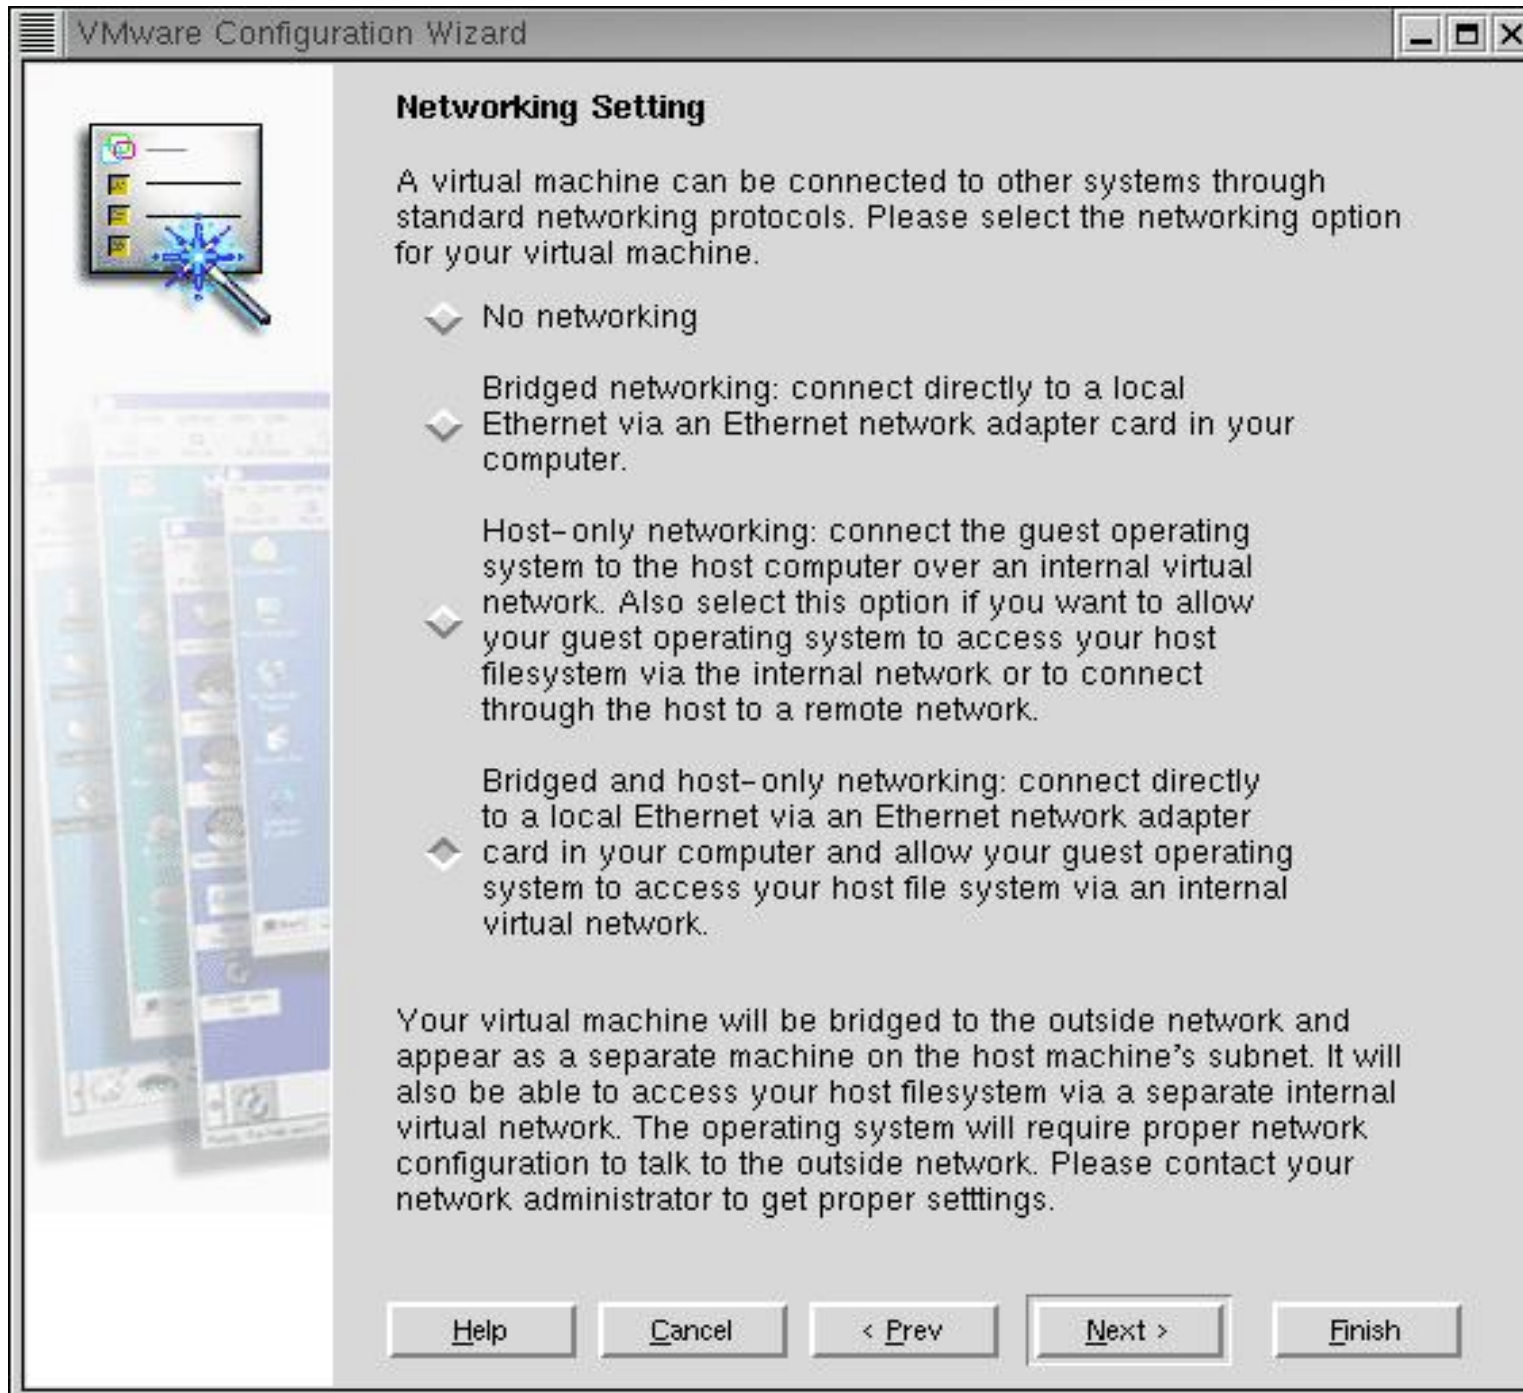 VMware Configuration Wizard
Networking Setting
A virtual machine can be connected to other systems through
standard networking protocols. Please select the networking option
for your virtual machine.
No networking
Bridged networking: connect directly to a local
Ethernet via an Ethernet network adapter card in your
computer.
Host-only networking: connect the guest operating
system to the host computer over an internal virtual
network. Also select this option if you want to allow
your guest operating system to access your host
filesystem via the internal network or to connect
through the host to a remote network.
Bridged and host-only networking: connect directly
to a local Ethernet via an Ethernet network adapter
card in your computer and allow your guest operating
system to access your host file system via an internal
virtual network.
Your virtual machine will be bridged to the outside network and
appear as a separate machine on the host machine's subnet. It will
also be able to access your host filesystem via a separate internal
virtual network. The operating system will require proper network
configuration to talk to the outside network. Please contact your
network administrator to get proper setttings.
Help
Cancel
< Prev
Next >
Finish